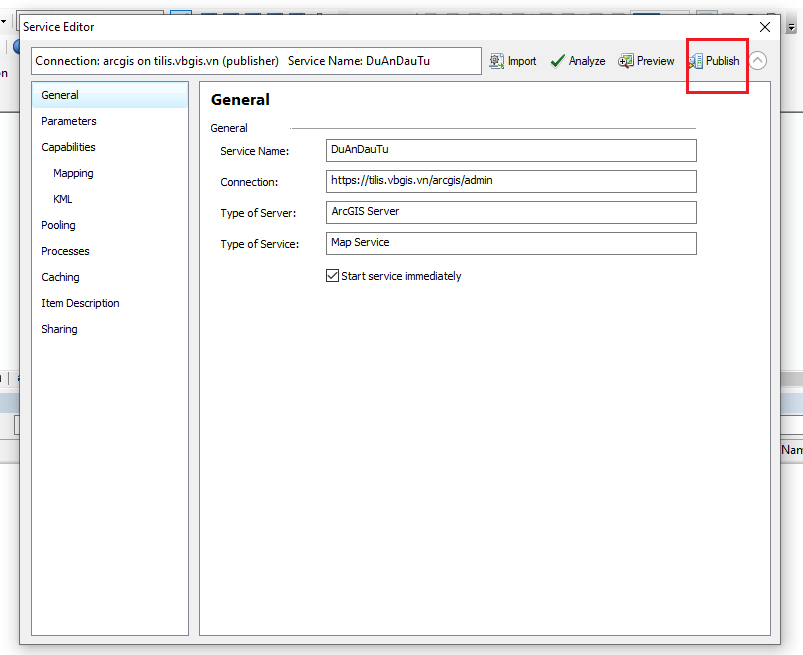 Service Editor
Connection: arcgis on tilis.vbgis.vn (publisher) Service Name: DuAnDauTu
Import
Analyze
Preview
Publish
General
Parameters
Capabilities
Mapping
KML
Pooling
Processes
Caching
Item Description
Sharing
General
General
Service Name:
DuAnDauTu
Connection:
https://tilis.vbgis.vn/arcgis/admin
Type of Server:
ArcGIS Server
Type of Service:
Map Service
Start service immediately